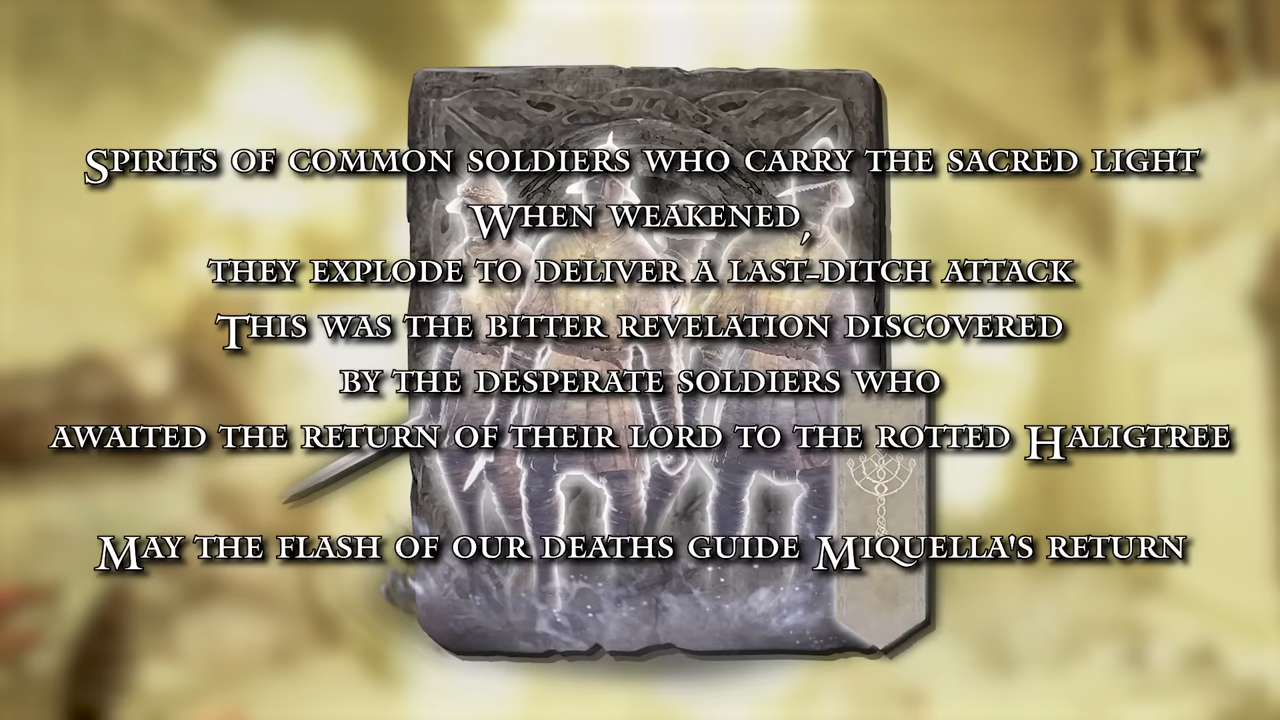 Spirits of common soldiers who carry the sacred light
When weakened,
they explode to deliver a last-ditch attack
This was the bitter revelation discovered
by the desperate soldiers who
awaited the return of their lord to the rotted Haligtree
May the flash of our deaths guide Miquella's return